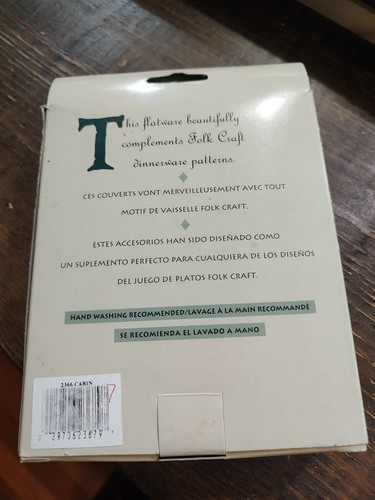 This flatware beautifully
complements Folk Craft
dinnerware patterns.
CES COUVERTS VONT MERVEILLEUSEMENT AVEC TOUT
MOTIF DE VAISSELLE FOLK CRAFT.
ESTES ACCESORIOS HAN SIDO DISEÑADO COMO
UN SUPLEMENTO PERFECTO PARA CUALQUIERA DE LOS DISEÑOS
DEL JUEGO DE PLATOS FOLK CRAFT.
HAND WASHING RECOMMENDED/LAVAGE À LA MAIN RECOMMANDE
SE RECOMIENDA EL LAVADO A MANO
2366 CABIN